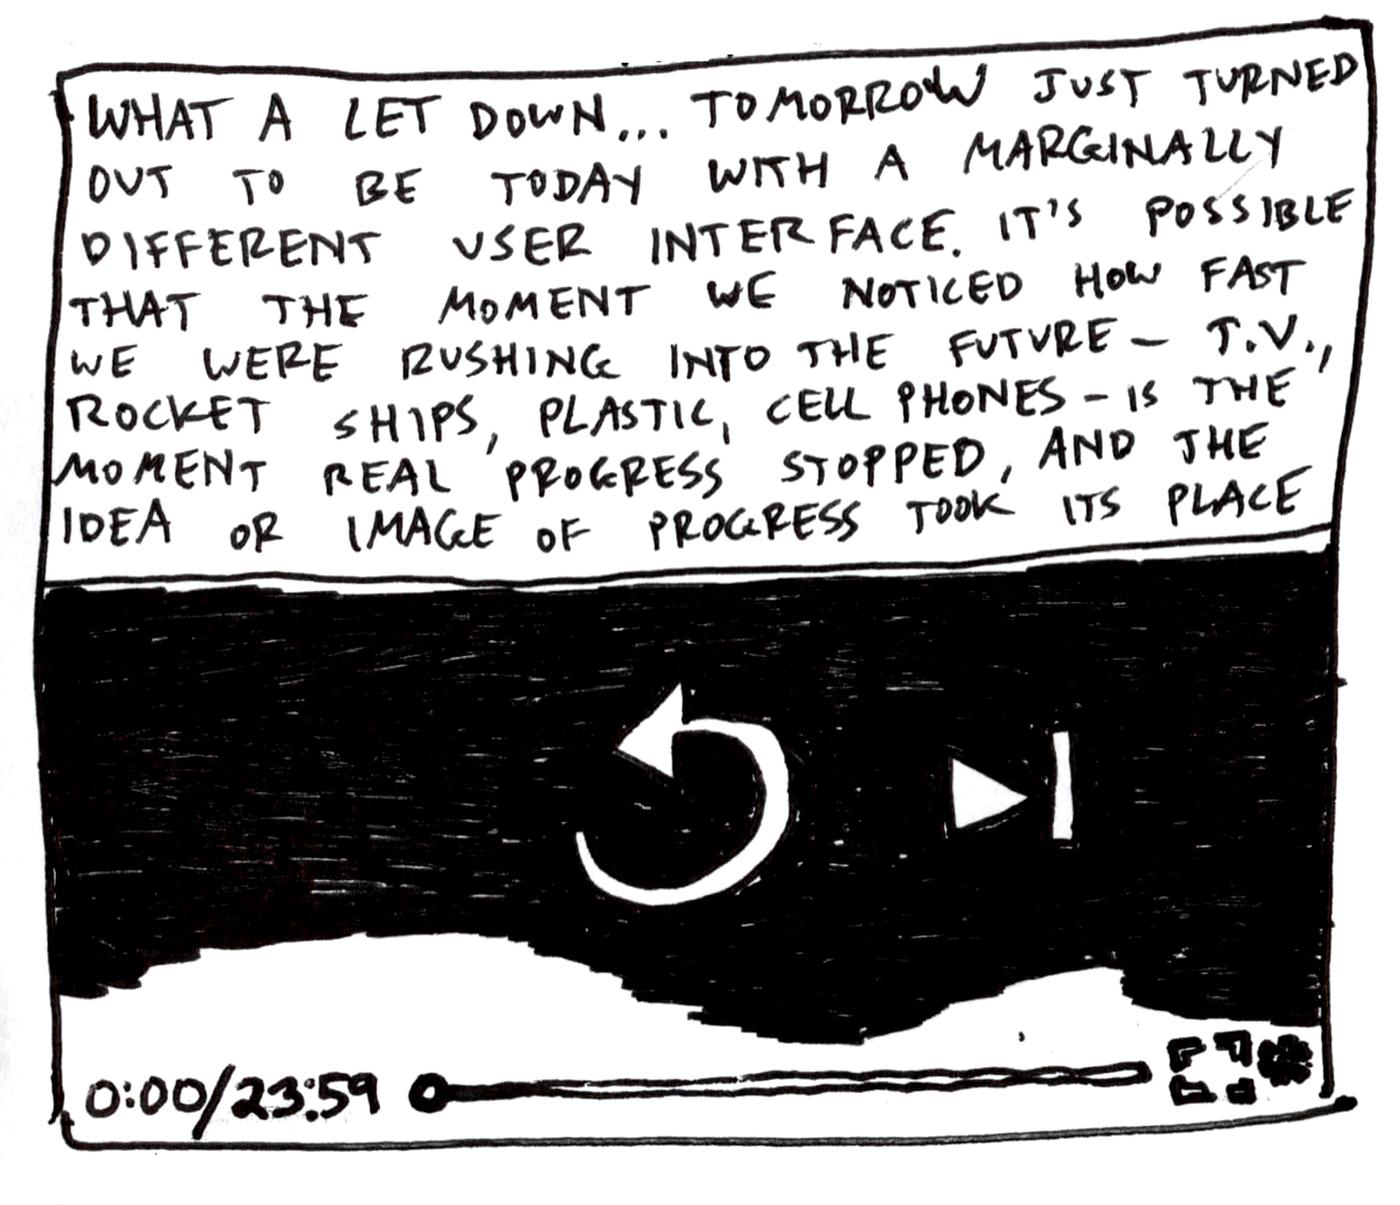 WHAT A LET DOWN... TOMORROW JUST TURNED
OUT TO BE TODAY WITH A MARGINALLY
DIFFERENT USER INTERFACE. IT'S POSSIBLE
THAT THE MOMENT WE NOTICED HOW FAST
WE WERE RUSHING INTO THE FUTURE – T.V.,
ROCKET SHIPS, PLASTIC, CELL PHONES – IS THE
MOMENT REAL PROGRESS STOPPED, AND THE
IDEA OR IMAGE OF PROGRESS TOOK ITS PLACE
0:00/23:59